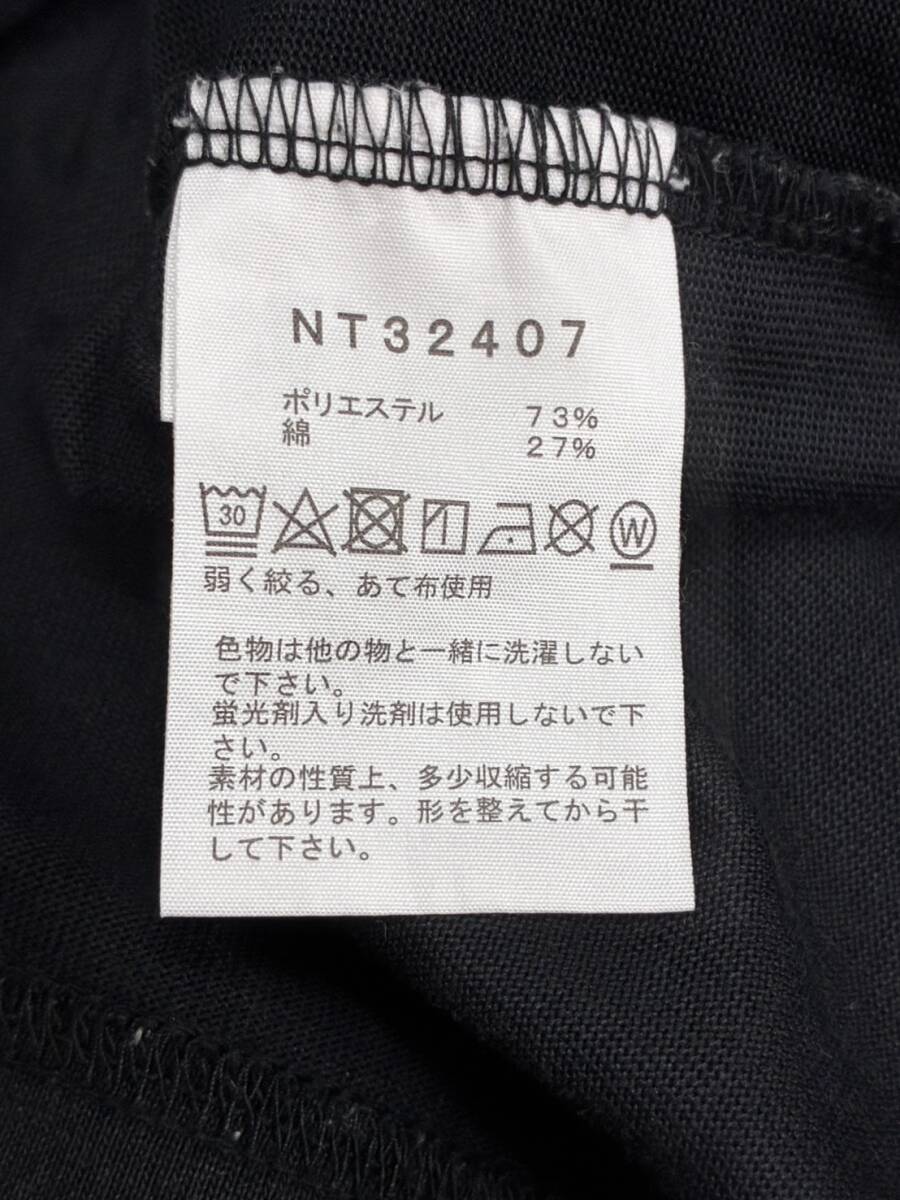 NT32407
ポリエステル 73%
綿 27%
30 W
弱く絞る、あて布使用
色物は他の物と一緒に洗濯しない
で下さい。
蛍光剤入り洗剤は使用しないで下
さい。
素材の性質上、多少収縮する可能
性があります。形を整えてから干
して下さい。